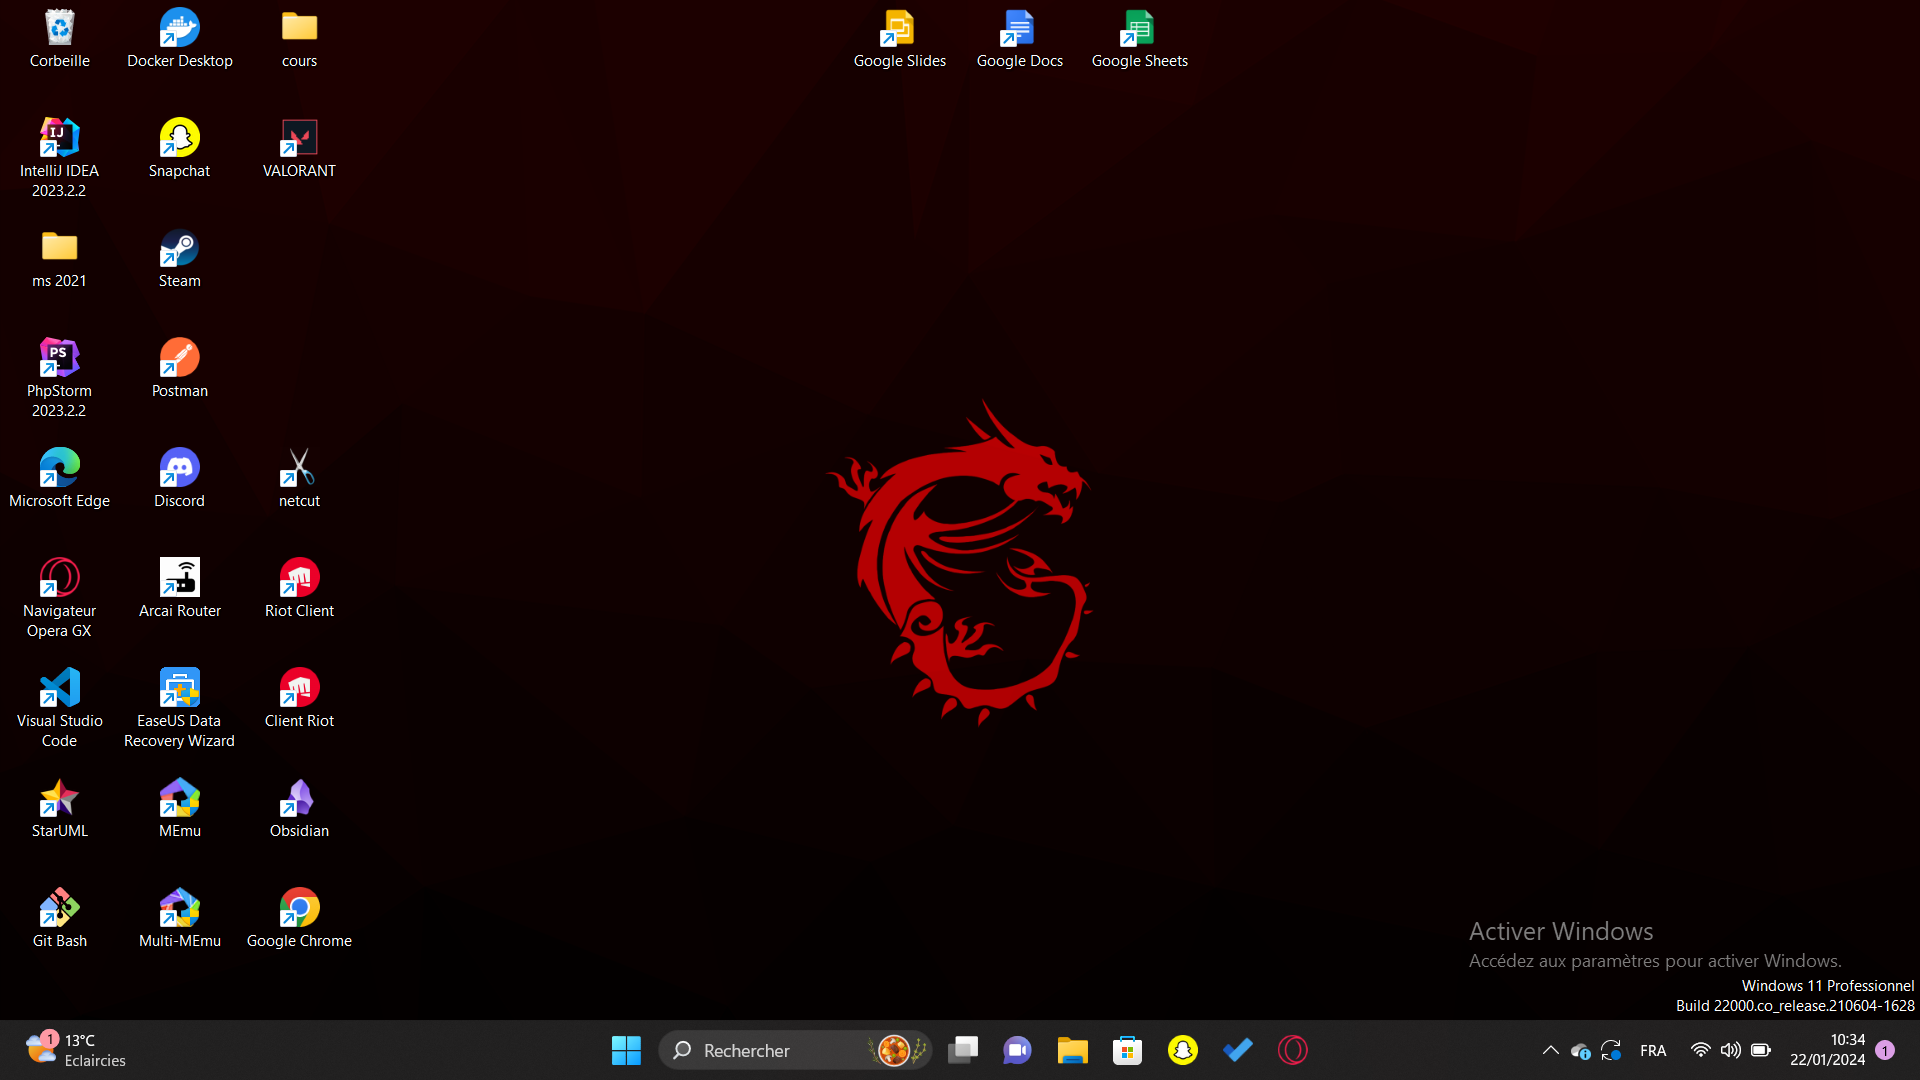 Corbeille
Docker Desktop
cours
Google Slides
Google Docs
Google Sheets
IJ
IntelliJ IDEA
2023.2.2
Snapchat
VALORANT
ms 2021
Steam
PS
PhpStorm
2023.2.2
Postman
Microsoft Edge
Discord
netcut
Navigateur
Opera GX
Arcai Router
Riot Client
Visual Studio
Code
EaseUS Data
Recovery Wizard
Client Riot
StarUML
MEmu
Obsidian
Git Bash
Multi-MEmu
Google Chrome
Activer Windows
Accédez aux paramètres pour activer Windows.
Windows 11 Professionnel
Build 22000.co_release.210604-1628
1
13°C
Eclaircies
Rechercher
FRA
10:34
22/01/2024
1